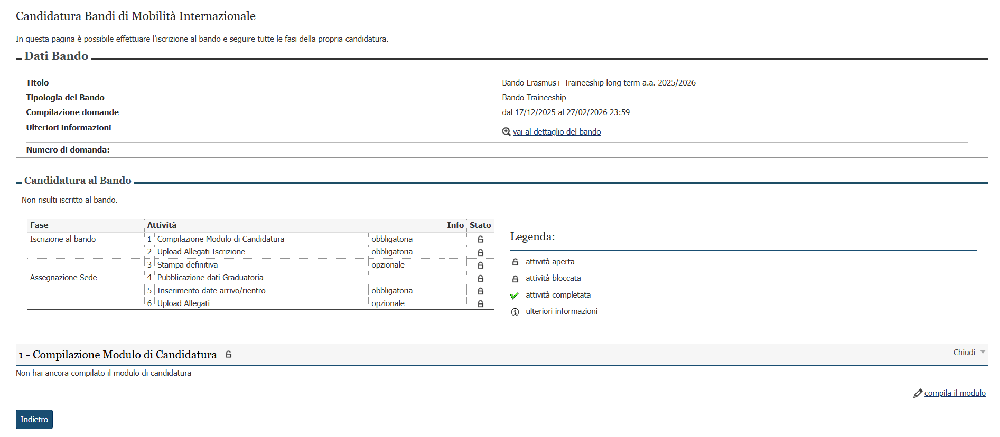 Candidatura Bandi di Mobilità Internazionale
In questa pagina è possibile effettuare l'iscrizione al bando e seguire tutte le fasi della propria candidatura.
Dati Bando
Titolo Bando Erasmus+ Traineeship long term a.a. 2025/2026
Tipologia del Bando Bando Traineeship
Compilazione domande dal 17/12/2025 al 27/02/2026 23:59
Ulteriori informazioni vai al dettaglio del bando
Numero di domanda:
Candidatura al Bando
Non risulti iscritto al bando.
Fase Attività Info Stato
Iscrizione al bando 1 Compilazione Modulo di Candidatura obbligatoria
2 Upload Allegati Iscrizione obbligatoria
3 Stampa definitiva opzionale
Assegnazione Sede 4 Pubblicazione dati Graduatoria
5 Inserimento date arrivo/rientro obbligatoria
6 Upload Allegati opzionale
Legenda:
attività aperta
attività bloccata
attività completata
ulteriori informazioni
1 - Compilazione Modulo di Candidatura Chiudi
Non hai ancora compilato il modulo di candidatura
compila il modulo
Indietro